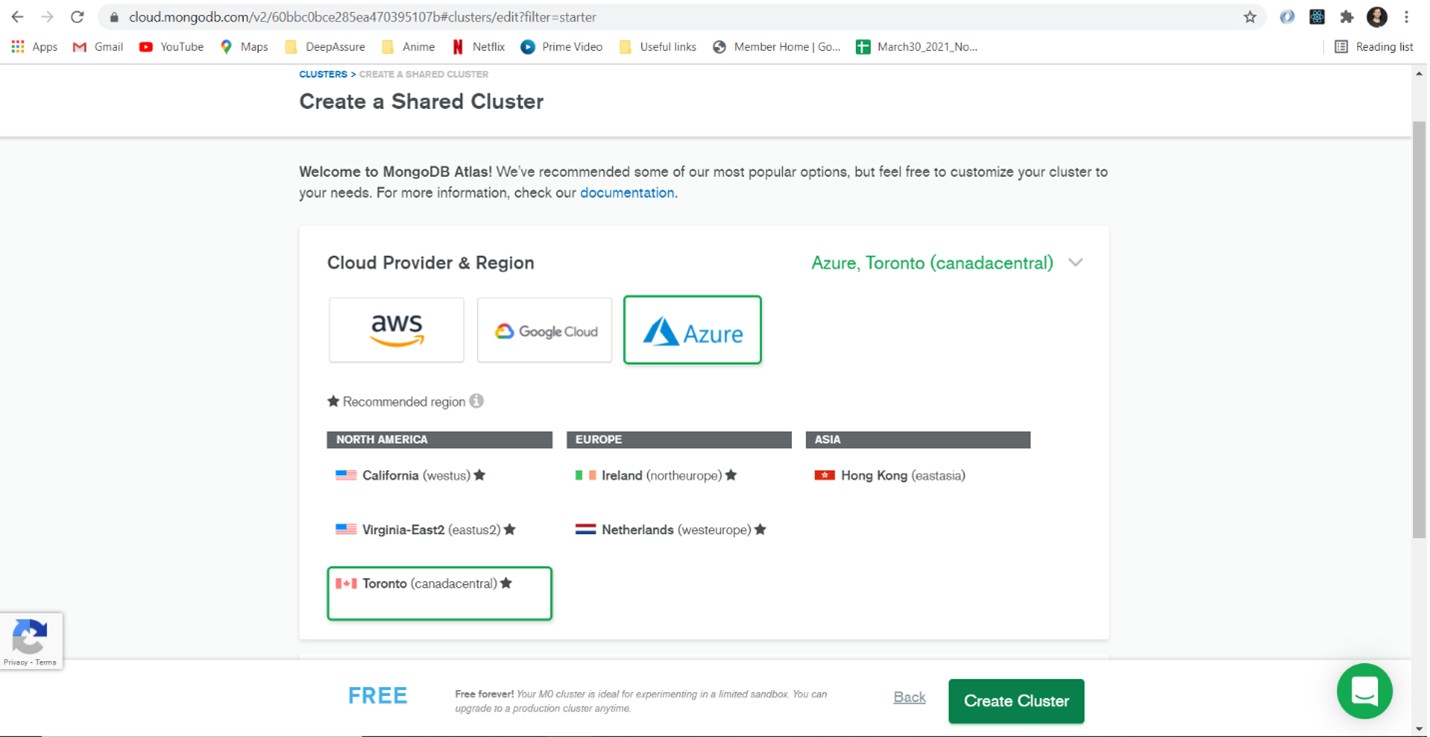 cloud.mongodb.com/v2/60bbc0bce285ea470395107b#clusters/edit?filter=starter
Apps Gmail YouTube Maps DeepAssure Anime Netflix Prime Video Useful links Member Home | Go... March30_2021_No... Reading list
CLUSTERS > CREATE A SHARED CLUSTER
Create a Shared Cluster
Welcome to MongoDB Atlas! We've recommended some of our most popular options, but feel free to customize your cluster to
your needs. For more information, check our documentation.
Cloud Provider & Region Azure, Toronto (canadacentral)
aws Google Cloud Azure
Recommended region
NORTH AMERICA EUROPE ASIA
California (westus) Ireland (northeurope) Hong Kong (eastasia)
Virginia-East2 (eastus2) Netherlands (westeurope)
Toronto (canadacentral)
Privacy - Terms
FREE Free forever! Your M0 cluster is ideal for experimenting in a limited sandbox. You can Back Create Cluster
upgrade to a production cluster anytime.